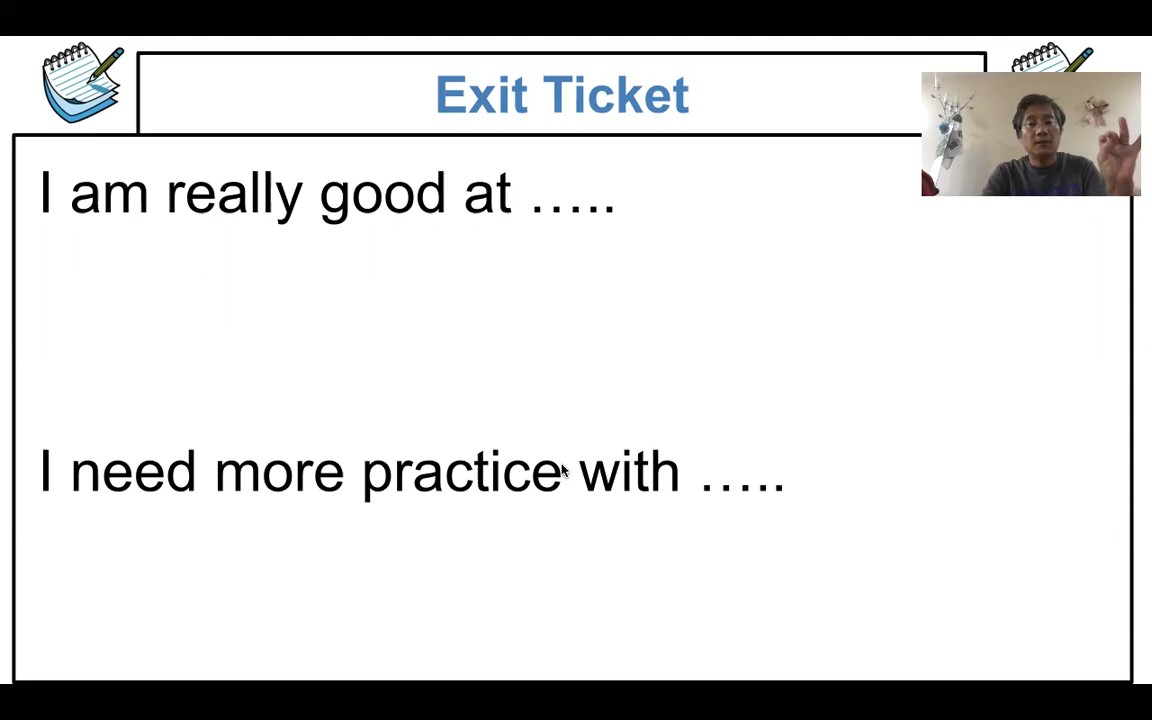 Exit Ticket
I am really good at …..
I need more practice with …..